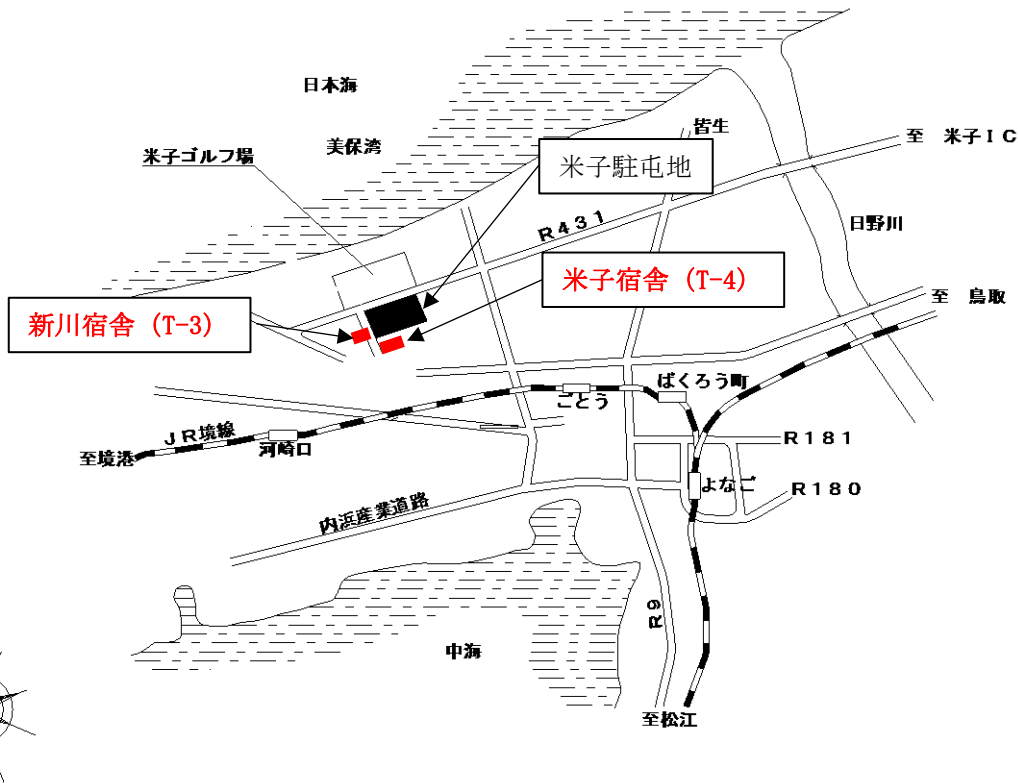 日本海
美保湾
米子ゴルフ場
皆生
至 米子IC
米子駐屯地
R431
日野川
米子宿舎 (T-4)
至 鳥取
新川宿舎 (T-3)
ばくろう町
ごとう
JR境線
河崎口
至境港
R181
よなご
R180
内浜産業道路
R9
中海
至松江